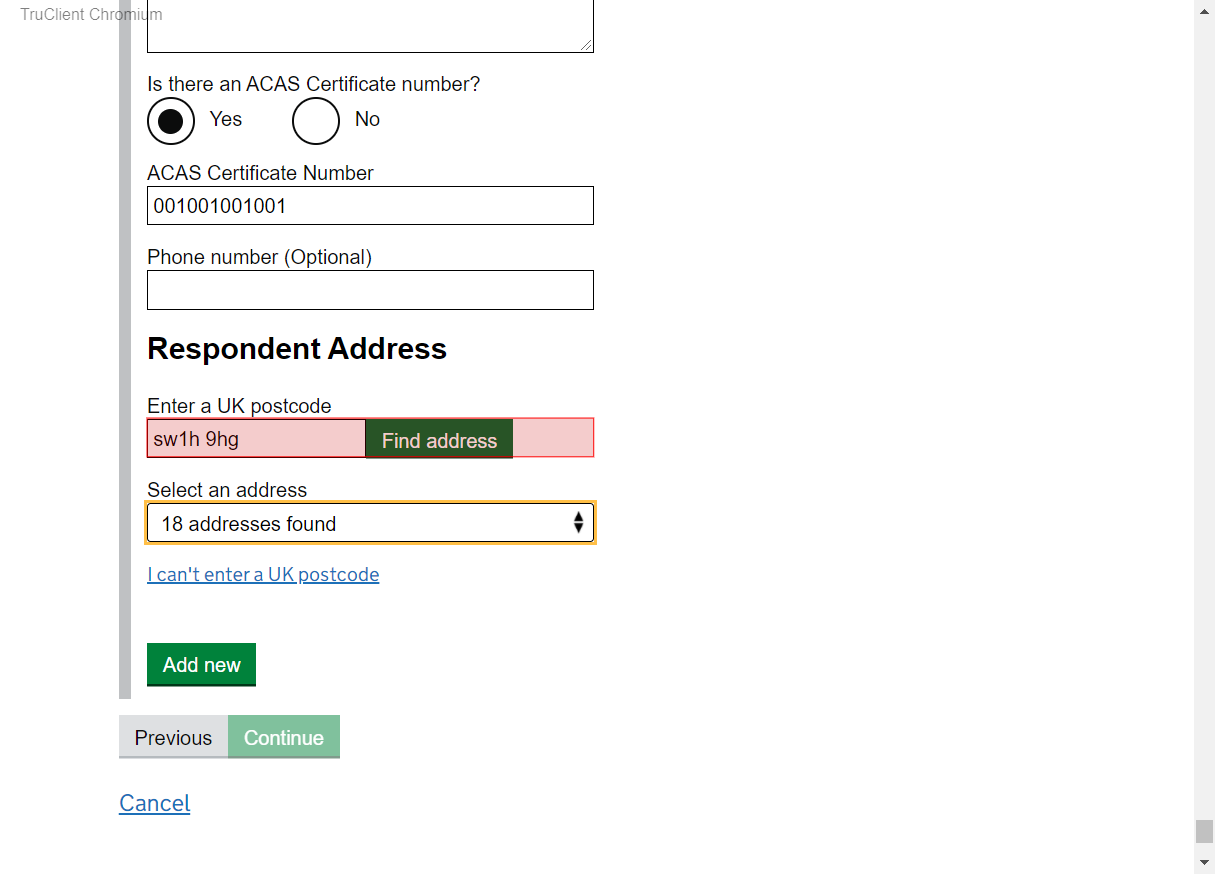 TruClient Chromium
Is there an ACAS Certificate number?
Yes No
ACAS Certificate Number
001001001001
Phone number (Optional)
Respondent Address
Enter a UK postcode
sw1h 9hg Find address
Select an address
18 addresses found
I can't enter a UK postcode
Add new
Previous Continue
Cancel